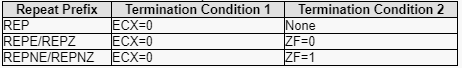 Repeat Prefix Termination Condition 1 Termination Condition 2
REP ECX=0 None
REPE/REPZ ECX=0 ZF=0
REPNE/REPNZ ECX=0 ZF=1